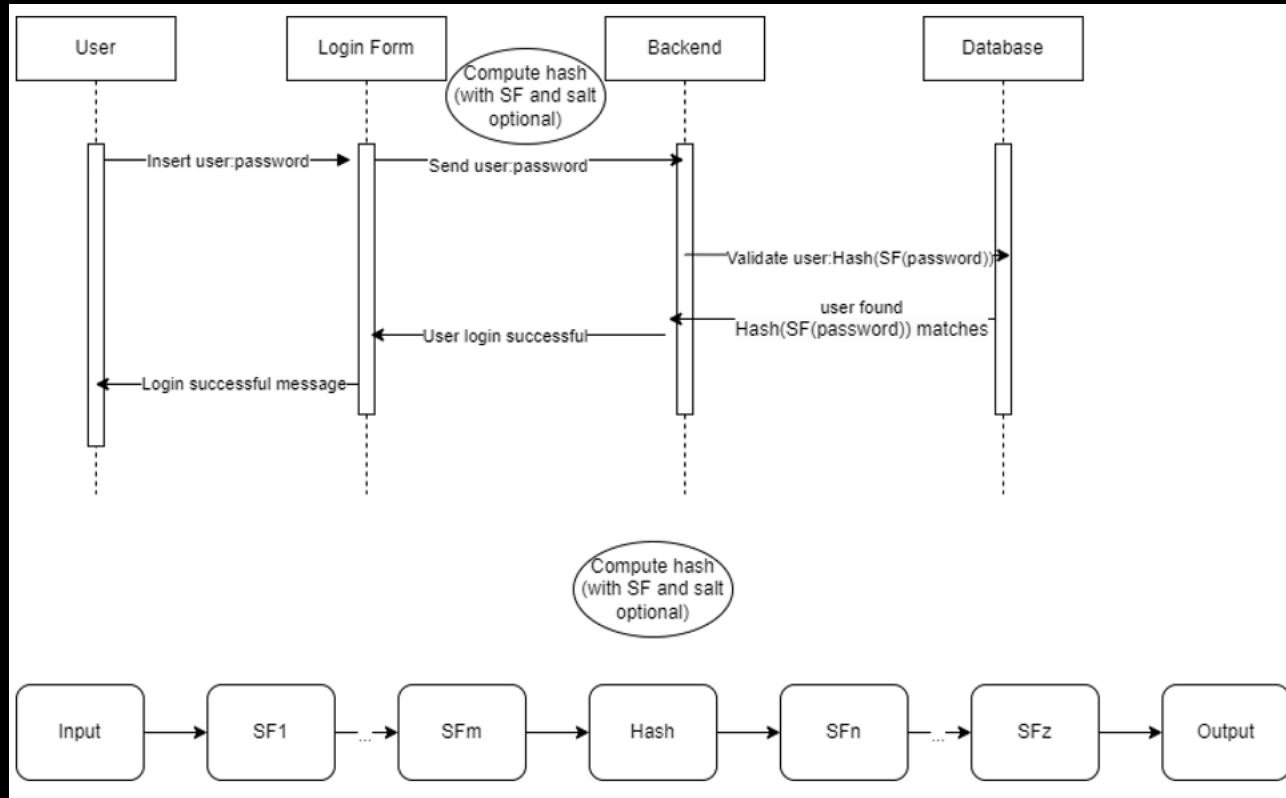 User
Login Form
Backend
Database
Compute hash
(with SF and salt
optional)
Insert user:password
Send user:password
Validate user:Hash(SF(password))
user found
Hash(SF(password)) matches
User login successful
Login successful message
Compute hash
(with SF and salt
optional)
Input
SF1
...
SFm
Hash
SFn
...
SFz
Output